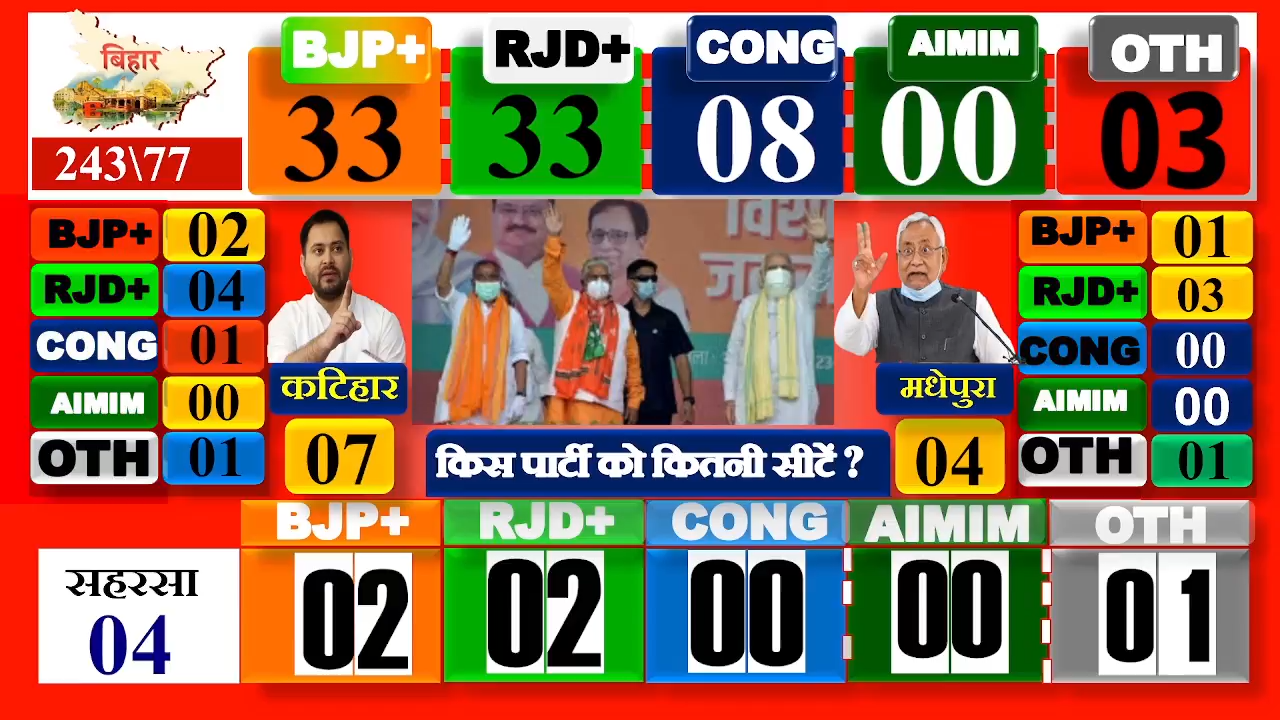 बिहार
243\77
BJP+ RJD+ CONG AIMIM OTH
33 33 08 00 03
BJP+ 02
RJD+ 04
CONG 01
AIMIM 00
OTH 01
कटिहार
07
मधेपुरा
04
BJP+ 01
RJD+ 03
CONG 00
AIMIM 00
OTH 01
किस पार्टी को कितनी सीटें ?
BJP+ RJD+ CONG AIMIM OTH
सहरसा
04 02 02 00 00 01